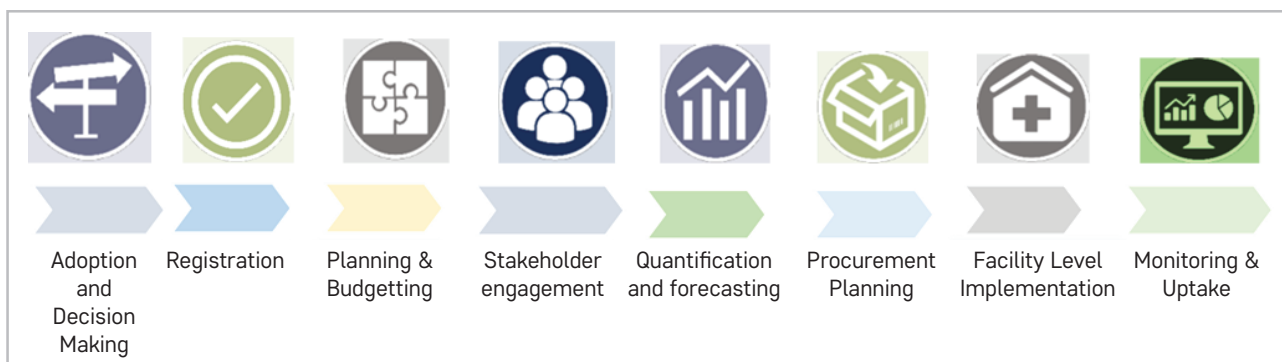 Adoption
and
Decision
Making
Registration
Planning &
Budgetting
Stakeholder
engagement
Quantification
and forecasting
Procurement
Planning
Facility Level
Implementation
Monitoring &
Uptake